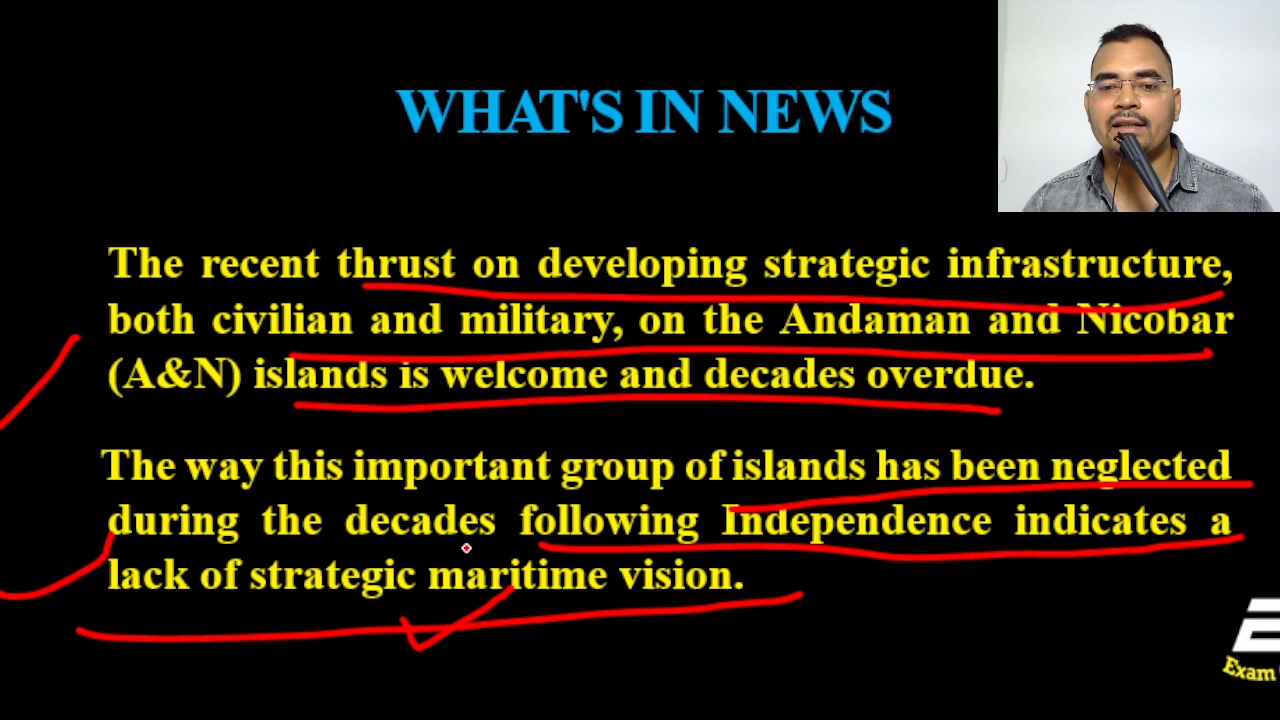 WHAT'S IN NEWS
The recent thrust on developing strategic infrastructure,
both civilian and military, on the Andaman and Nicobar
(A&N) islands is welcome and decades overdue.
The way this important group of islands has been neglected
during the decades following Independence indicates a
lack of strategic maritime vision.
Exam